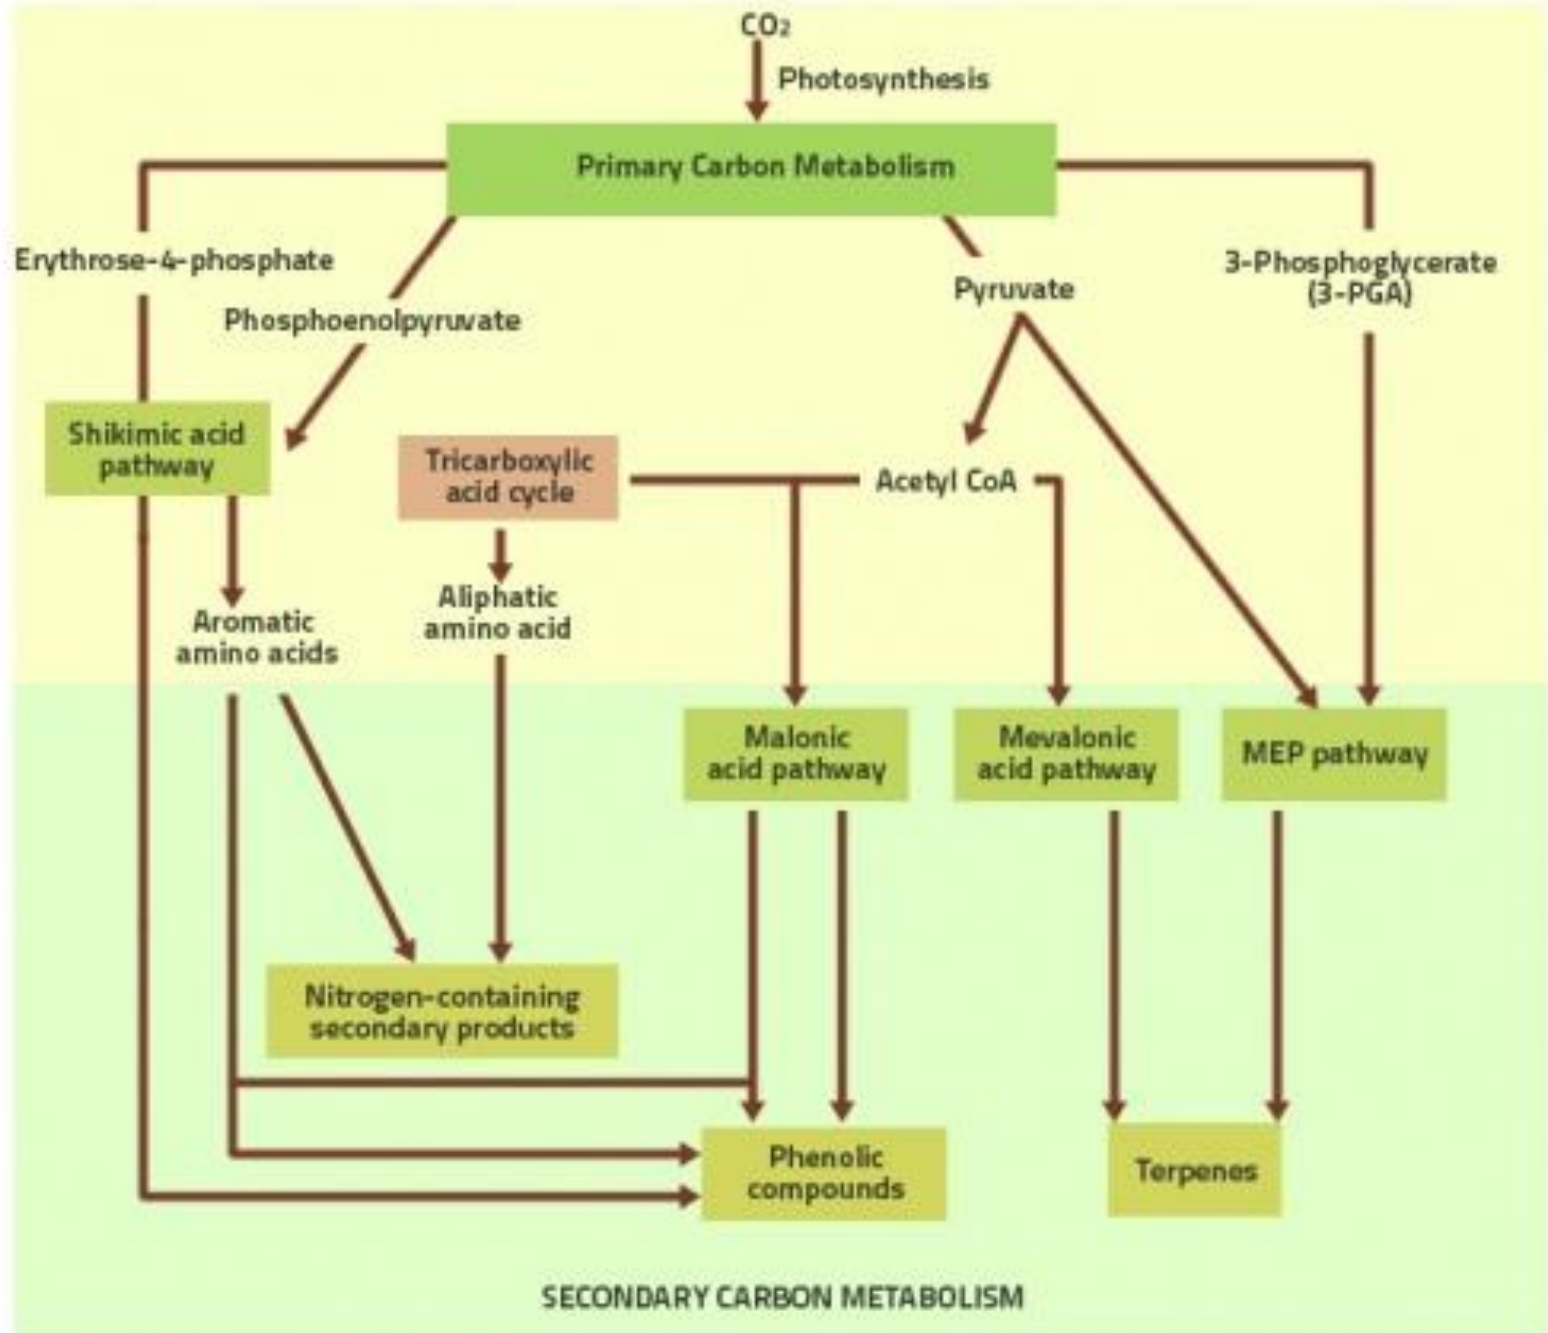 CO₂
Photosynthesis
Primary Carbon Metabolism
Erythrose-4-phosphate
Phosphoenolpyruvate
Pyruvate
3-Phosphoglycerate
(3-PGA)
Shikimic acid
pathway
Tricarboxylic
acid cycle
Acetyl CoA
Aromatic
amino acids
Aliphatic
amino acid
Malonic
acid pathway
Mevalonic
acid pathway
MEP pathway
Nitrogen-containing
secondary products
Phenolic
compounds
Terpenes
SECONDARY CARBON METABOLISM